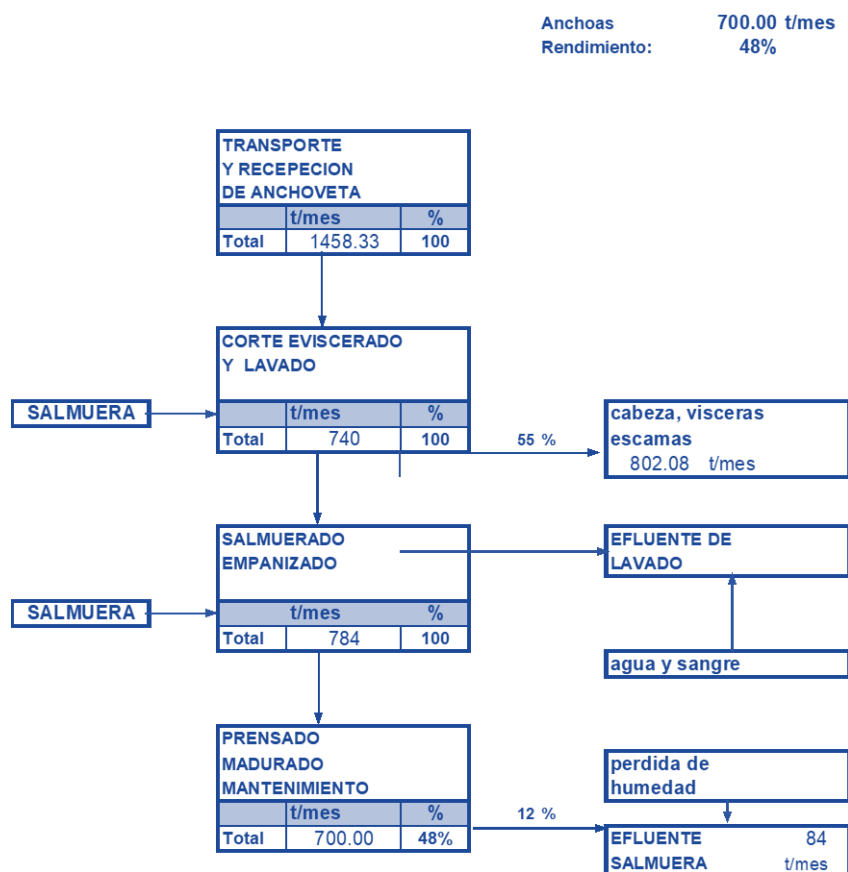 Anchoas 700.00 t/mes
Rendimiento: 48%
TRANSPORTE
Y RECEPECION
DE ANCHOVETA
t/mes %
Total 1458.33 100
CORTE EVISCERADO
Y LAVADO
SALMUERA
t/mes %
Total 740 100
55 %
cabeza, visceras
escamas
802.08 t/mes
SALMUERADO
EMPANIZADO
EFLUENTE DE
LAVADO
SALMUERA
t/mes %
Total 784 100
agua y sangre
PRENSADO
MADURADO
MANTENIMIENTO
t/mes %
Total 700.00 48%
12 %
perdida de
humedad
EFLUENTE 84
SALMUERA t/mes